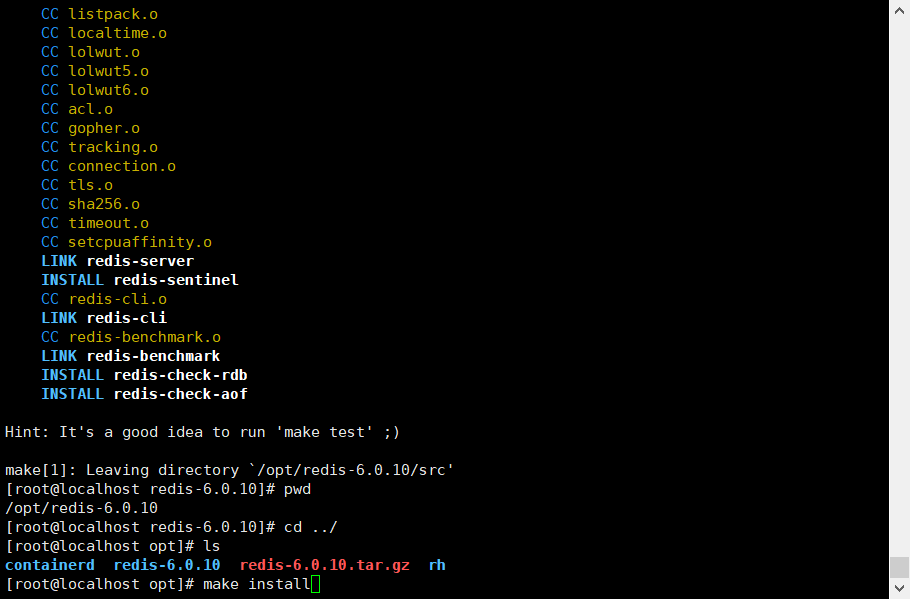 CC listpack.o
CC localtime.o
CC lolwut.o
CC lolwut5.o
CC lolwut6.o
CC acl.o
CC gopher.o
CC tracking.o
CC connection.o
CC tls.o
CC sha256.o
CC timeout.o
CC setcpuaffinity.o
LINK redis-server
INSTALL redis-sentinel
CC redis-cli.o
LINK redis-cli
CC redis-benchmark.o
LINK redis-benchmark
INSTALL redis-check-rdb
INSTALL redis-check-aof
Hint: It's a good idea to run 'make test' ;)
make[1]: Leaving directory `/opt/redis-6.0.10/src'
[root@localhost redis-6.0.10]# pwd
/opt/redis-6.0.10
[root@localhost redis-6.0.10]# cd ../
[root@localhost opt]# ls
containerd  redis-6.0.10  redis-6.0.10.tar.gz  rh
[root@localhost opt]# make install